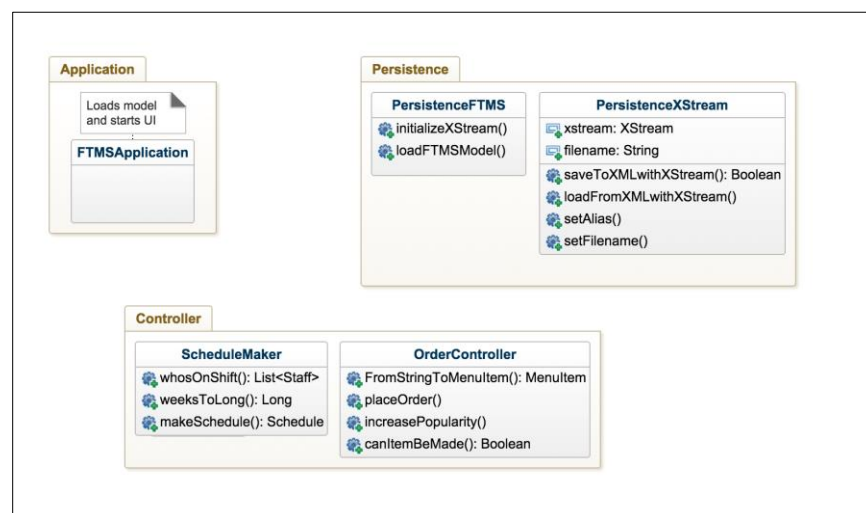 Application
Loads model
and starts UI
FTMSApplication
Persistence
PersistenceFTMS
initializeXStream()
loadFTMSModel()
PersistenceXStream
xstream: XStream
filename: String
saveToXMLwithXStream(): Boolean
loadFromXMLwithXStream()
setAlias()
setFilename()
Controller
ScheduleMaker
whosOnShift(): List<Staff>
weeksToLong(): Long
makeSchedule(): Schedule
OrderController
FromStringToMenuItem(): MenuItem
placeOrder()
increasePopularity()
canItemBeMade(): Boolean